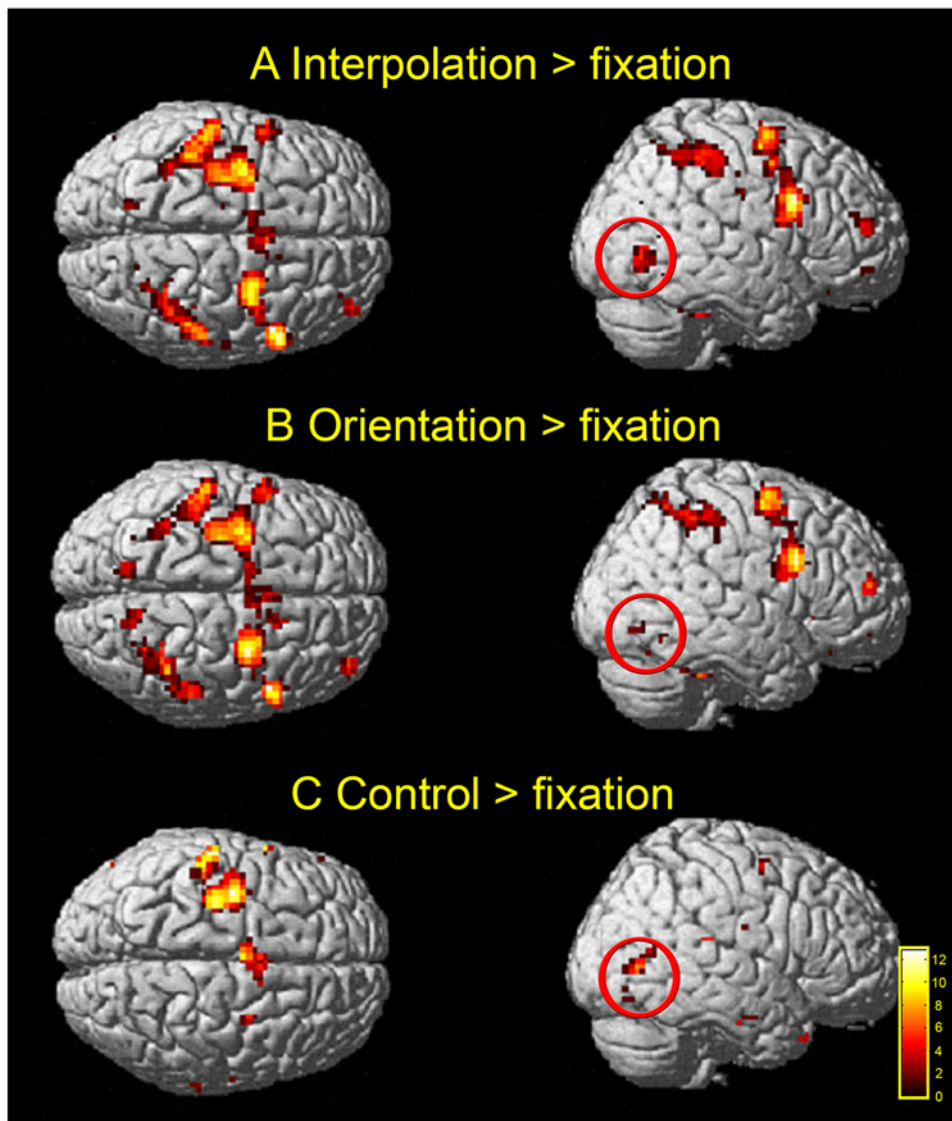 A Interpolation > fixation
B Orientation > fixation
C Control > fixation
12
10
8
6
4
2
0